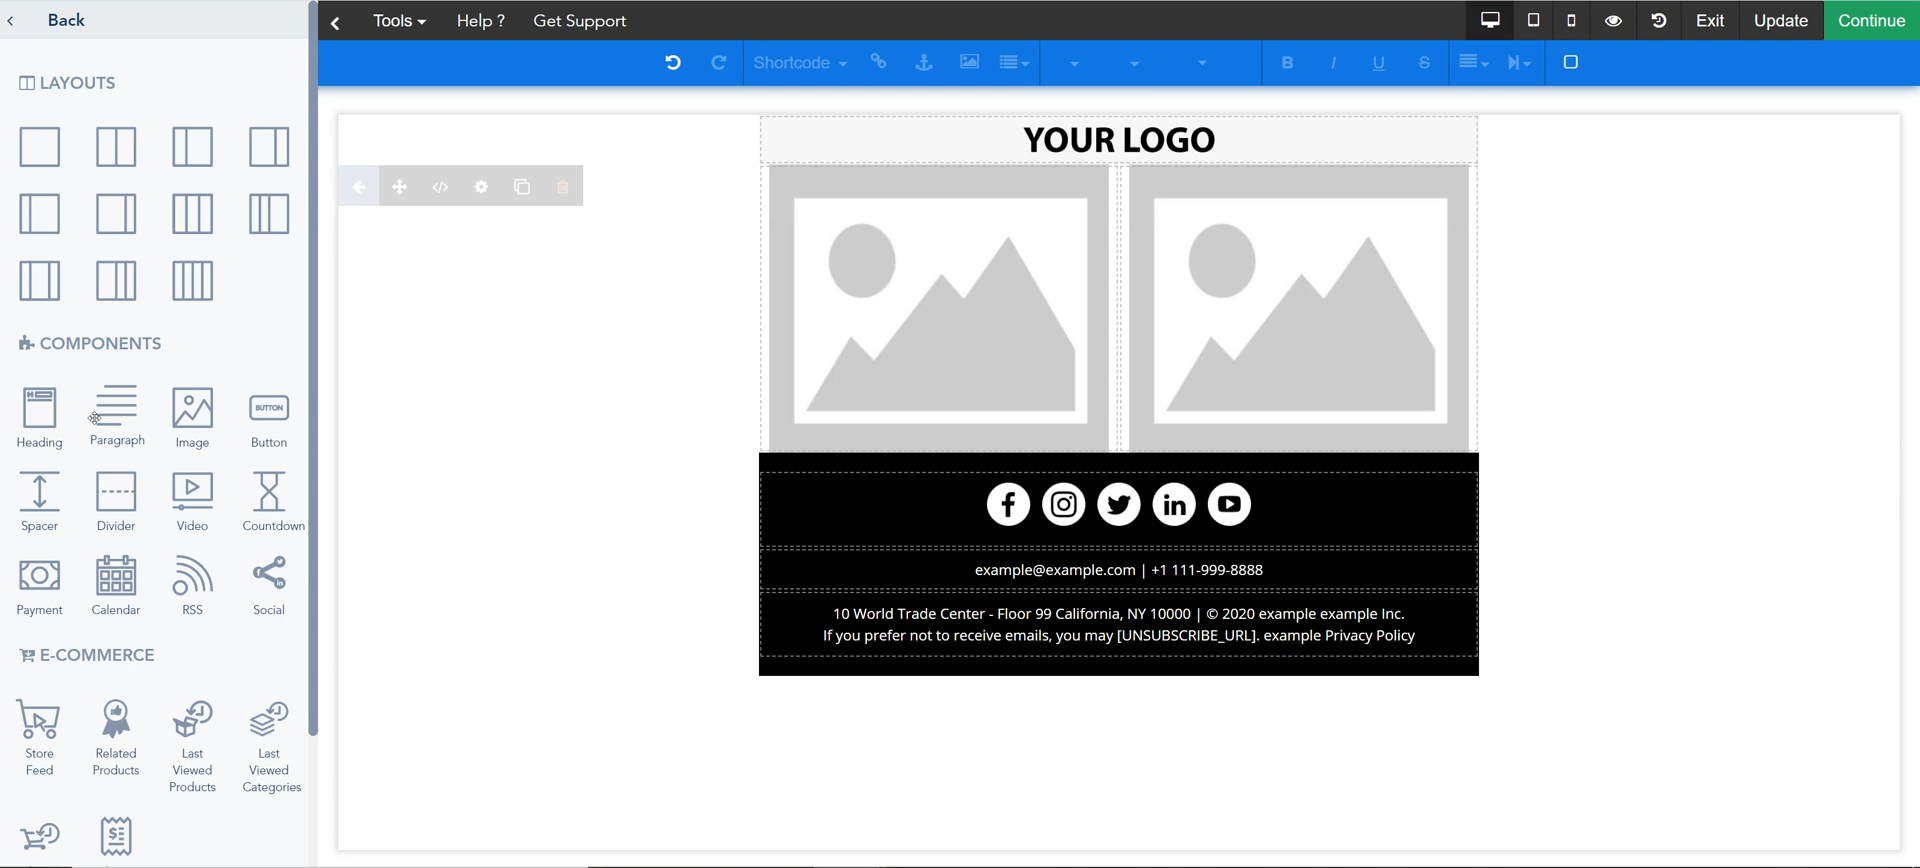 Back
Tools
Help ?
Get Support
Exit
Update
Continue
Shortcode
B
I
U
S
LAYOUTS
COMPONENTS
Heading
Paragraph
Image
BUTTON
Button
Spacer
Divider
Video
Countdown
Payment
Calendar
RSS
Social
E-COMMERCE
Store
Feed
Related
Products
Last
Viewed
Products
Last
Viewed
Categories
YOUR LOGO
example@example.com | +1 111-999-8888
10 World Trade Center - Floor 99 California, NY 10000 | © 2020 example example Inc.
If you prefer not to receive emails, you may [UNSUBSCRIBE_URL]. example Privacy Policy